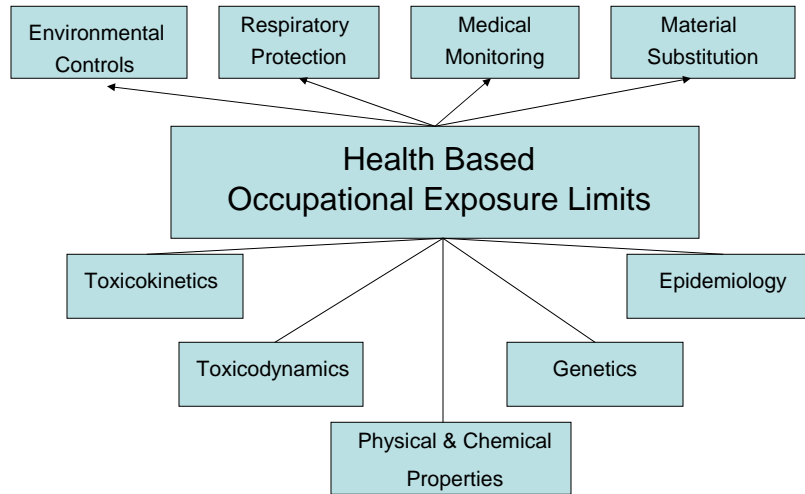 Environmental
Controls
Respiratory
Protection
Medical
Monitoring
Material
Substitution
Health Based
Occupational Exposure Limits
Toxicokinetics
Epidemiology
Toxicodynamics
Genetics
Physical & Chemical
Properties